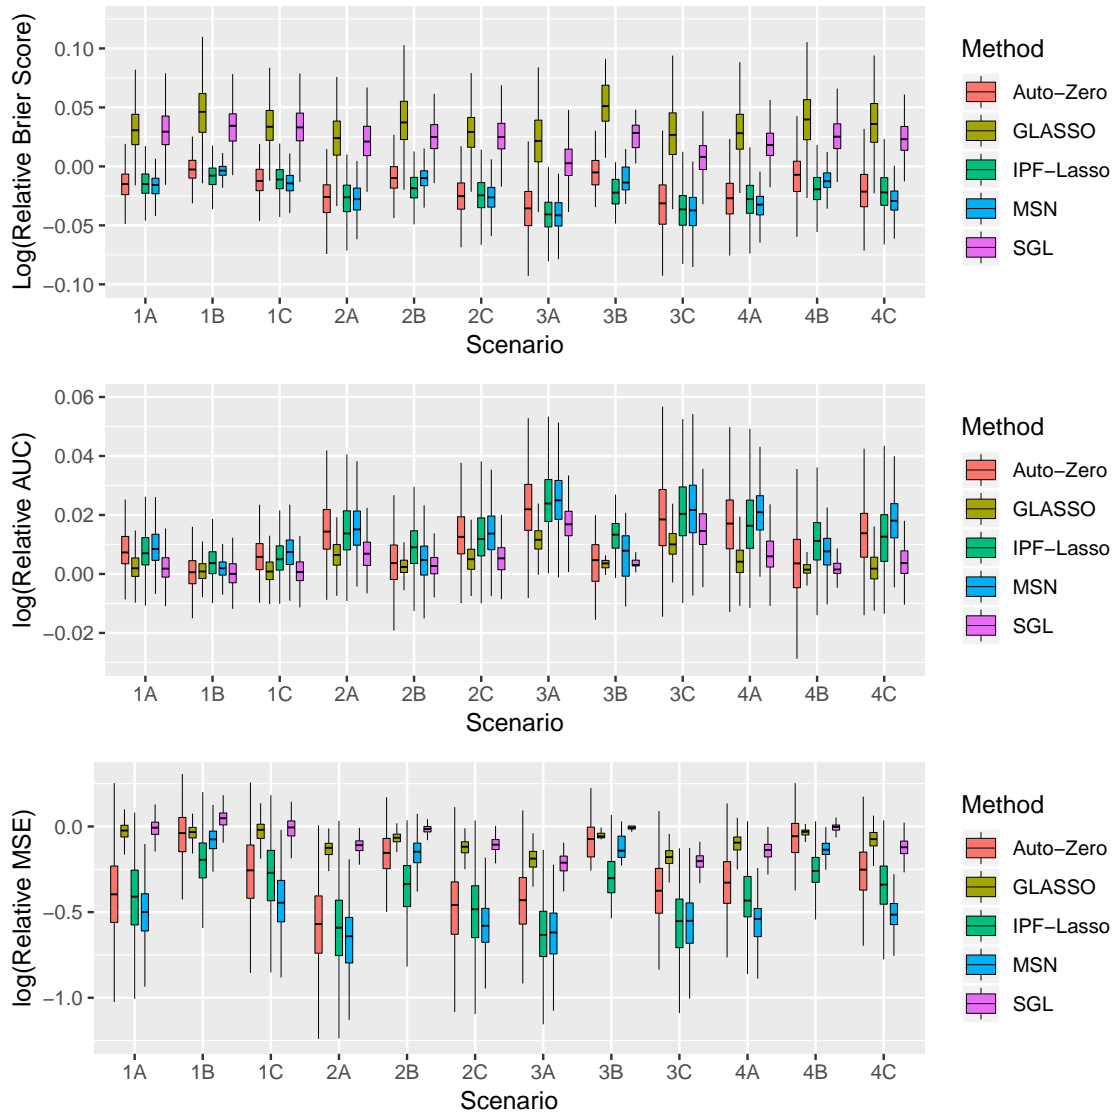 Log(Relative Brier Score)
0.10
0.05
0.00
−0.05
−0.10
1A 1B 1C 2A 2B 2C 3A 3B 3C 4A 4B 4C
Scenario
Method
Auto−Zero
GLASSO
IPF−Lasso
MSN
SGL
log(Relative AUC)
0.06
0.04
0.02
0.00
−0.02
1A 1B 1C 2A 2B 2C 3A 3B 3C 4A 4B 4C
Scenario
Method
Auto−Zero
GLASSO
IPF−Lasso
MSN
SGL
log(Relative MSE)
0.0
−0.5
−1.0
1A 1B 1C 2A 2B 2C 3A 3B 3C 4A 4B 4C
Scenario
Method
Auto−Zero
GLASSO
IPF−Lasso
MSN
SGL